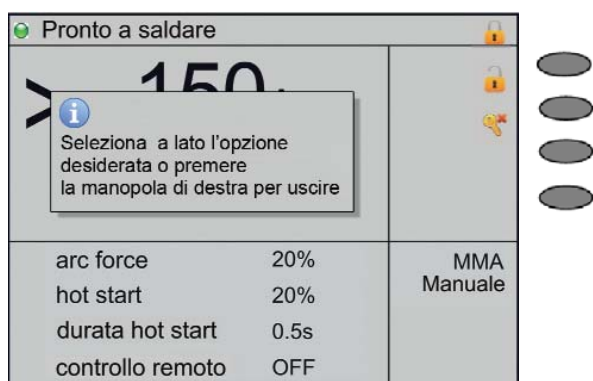 Pronto a saldare
> 150
i
Seleziona a lato l'opzione
desiderata o premere
la manopola di destra per uscire
arc force 20%
hot start 20%
durata hot start 0.5s
controllo remoto OFF
MMA
Manuale